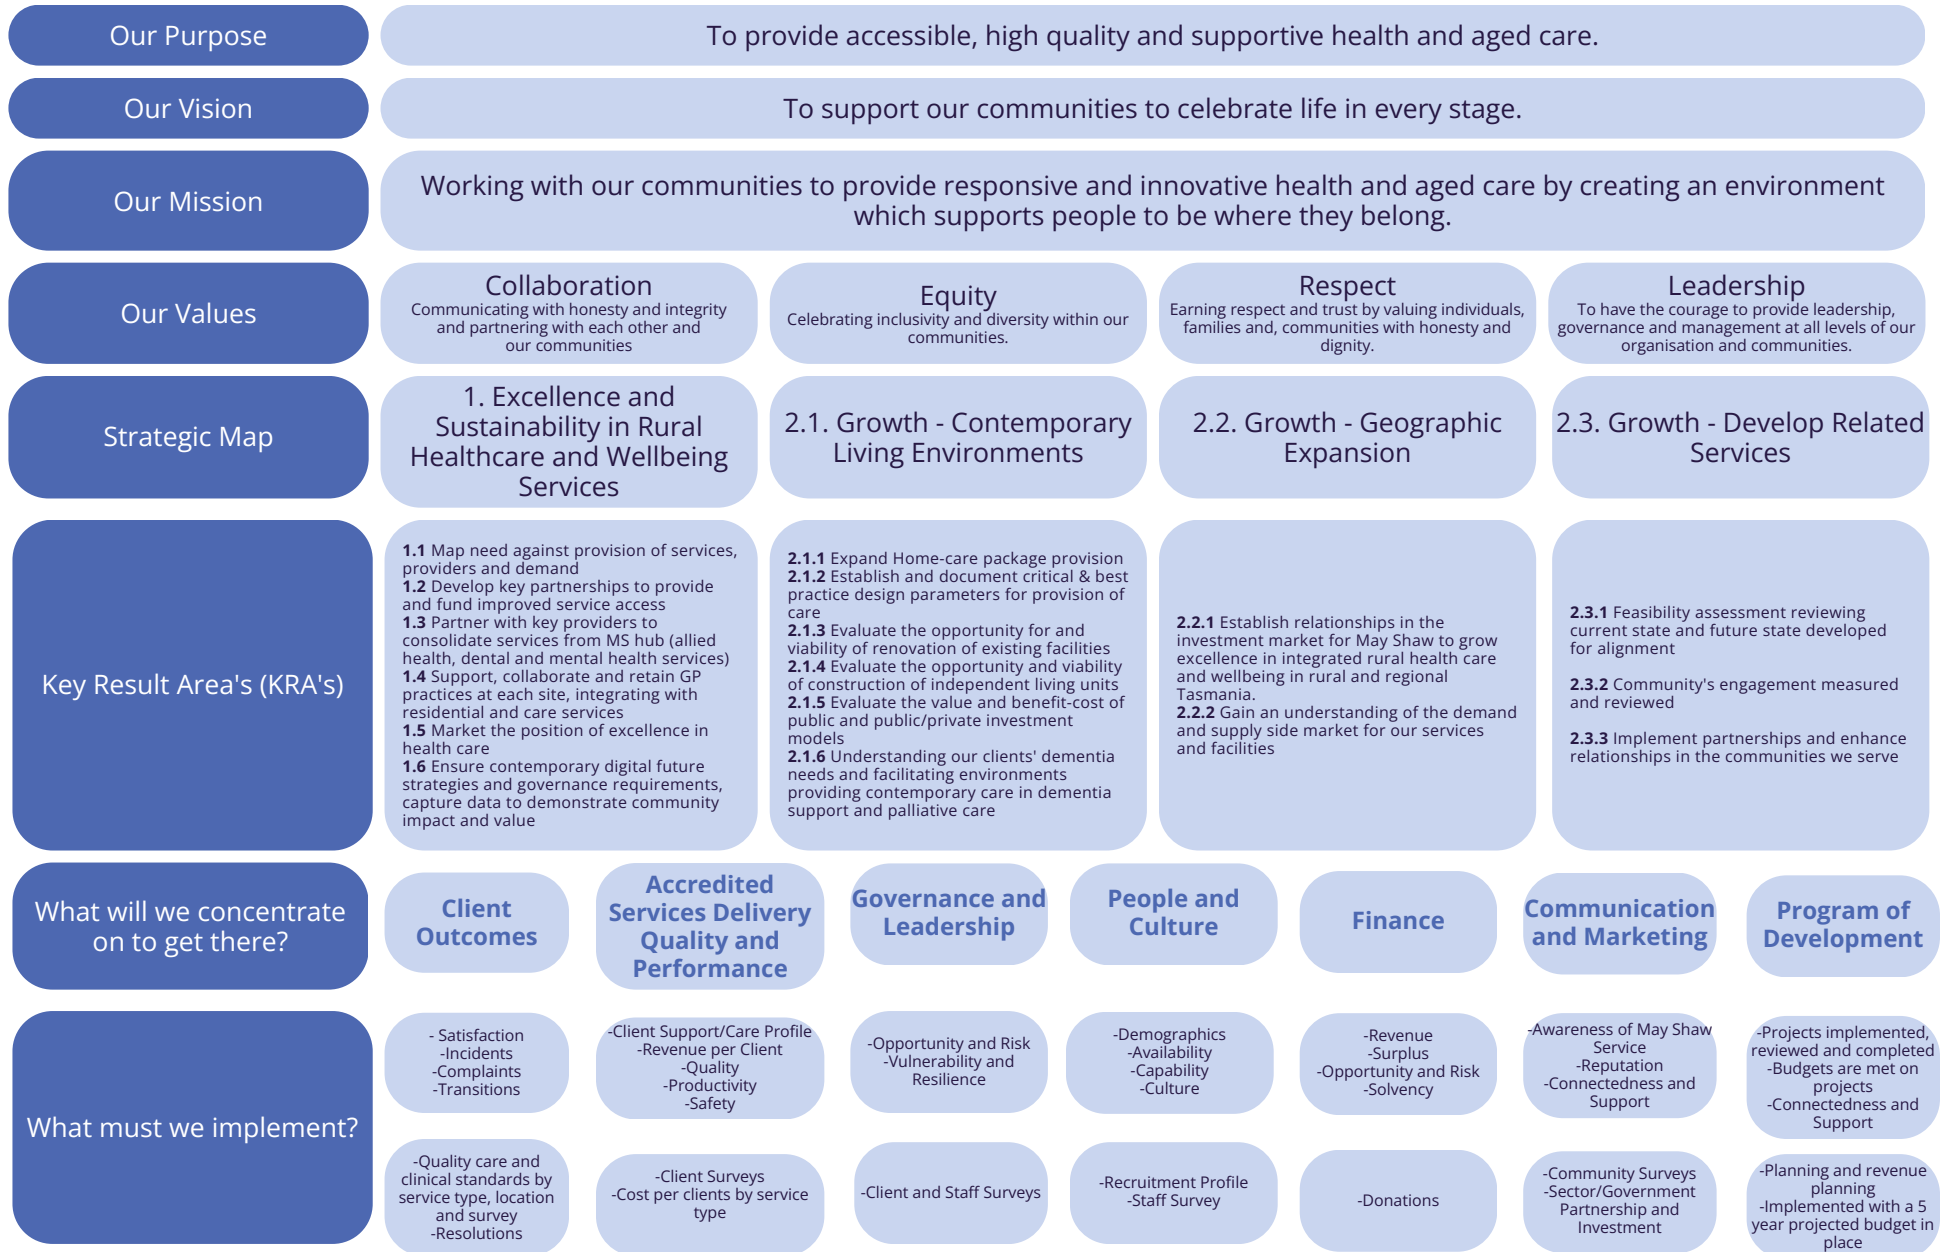 Our Purpose
To provide accessible, high quality and supportive health and aged care.
Our Vision
To support our communities to celebrate life in every stage.
Our Mission
Working with our communities to provide responsive and innovative health and aged care by creating an environment
which supports people to be where they belong.
Our Values
Collaboration
Communicating with honesty and integrity
and partnering with each other and
our communities
Equity
Celebrating inclusivity and diversity within our
communities.
Respect
Earning respect and trust by valuing individuals,
families and, communities with honesty and
dignity.
Leadership
To have the courage to provide leadership,
governance and management at all levels of our
organisation and communities.
Strategic Map
1. Excellence and
Sustainability in Rural
Healthcare and Wellbeing
Services
2.1. Growth - Contemporary
Living Environments
2.2. Growth - Geographic
Expansion
2.3. Growth - Develop Related
Services
Key Result Area's (KRA's)
1.1 Map need against provision of services,
providers and demand
1.2 Develop key partnerships to provide
and fund improved service access
1.3 Partner with key providers to
consolidate services from MS hub (allied
health, dental and mental health services)
1.4 Support, collaborate and retain GP
practices at each site, integrating with
residential and care services
1.5 Market the position of excellence in
health care
1.6 Ensure contemporary digital future
strategies and governance requirements,
capture data to demonstrate community
impact and value
2.1.1 Expand Home-care package provision
2.1.2 Establish and document critical & best
practice design parameters for provision of
care
2.1.3 Evaluate the opportunity for and
viability of renovation of existing facilities
2.1.4 Evaluate the opportunity and viability
of construction of independent living units
2.1.5 Evaluate the value and benefit-cost of
public and public/private investment
models
2.1.6 Understanding our clients' dementia
needs and facilitating environments
providing contemporary care in dementia
support and palliative care
2.2.1 Establish relationships in the
investment market for May Shaw to grow
excellence in integrated rural health care
and wellbeing in rural and regional
Tasmania.
2.2.2 Gain an understanding of the demand
and supply side market for our services
and facilities
2.3.1 Feasibility assessment reviewing
current state and future state developed
for alignment
2.3.2 Community's engagement measured
and reviewed
2.3.3 Implement partnerships and enhance
relationships in the communities we serve
What will we concentrate
on to get there?
Client
Outcomes
Accredited
Services Delivery
Quality and
Performance
Governance and
Leadership
People and
Culture
Finance
Communication
and Marketing
Program of
Development
What must we implement?
- Satisfaction
-Incidents
-Complaints
-Transitions
-Client Support/Care Profile
-Revenue per Client
-Quality
-Productivity
-Safety
-Opportunity and Risk
-Vulnerability and
Resilience
-Demographics
-Availability
-Capability
-Culture
-Revenue
-Surplus
-Opportunity and Risk
-Solvency
-Awareness of May Shaw
Service
-Reputation
-Connectedness and
Support
-Projects implemented,
reviewed and completed
-Budgets are met on
projects
-Connectedness and
Support
-Quality care and
clinical standards by
service type, location
and survey
-Resolutions
-Client Surveys
-Cost per clients by service
type
-Client and Staff Surveys
-Recruitment Profile
-Staff Survey
-Donations
-Community Surveys
-Sector/Government
Partnership and
Investment
-Planning and revenue
planning
-Implemented with a 5
year projected budget in
place